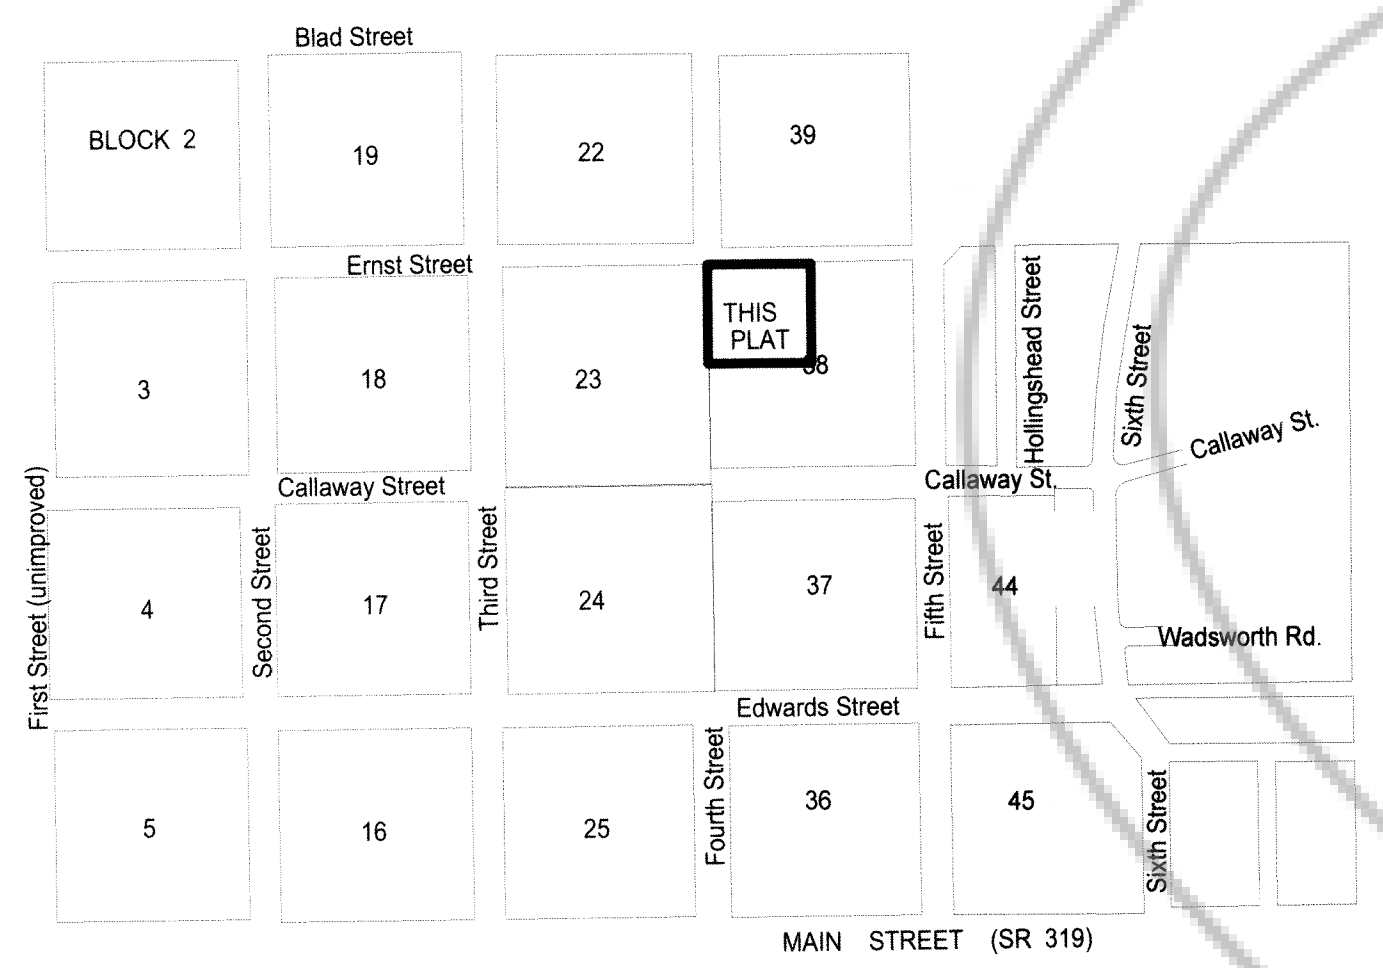 Blad Street
BLOCK 2
19
22
39
Ernst Street
THIS
PLAT
38
3
18
23
Hollingshead Street
Sixth Street
Callaway St.
Callaway Street
Callaway St.
First Street (unimproved)
4
Second Street
17
Third Street
24
37
Fifth Street
44
Wadsworth Rd.
Edwards Street
5
16
25
Fourth Street
36
45
Sixth Street
MAIN STREET (SR 319)